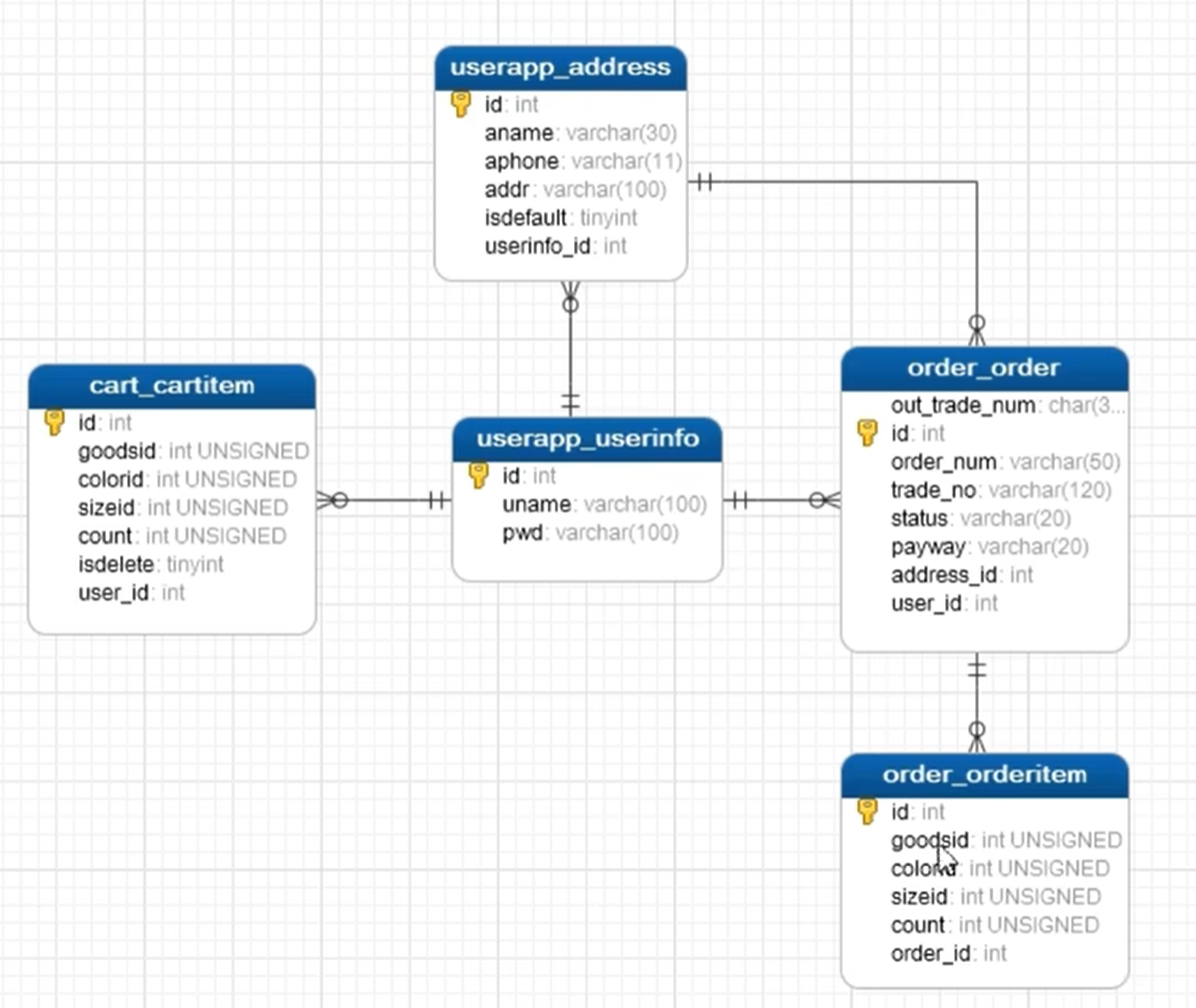 userapp_address
id: int
aname: varchar(30)
aphone: varchar(11)
addr: varchar(100)
isdefault: tinyint
userinfo_id: int
cart_cartitem
id: int
goodsid: int UNSIGNED
colorid: int UNSIGNED
sizeid: int UNSIGNED
count: int UNSIGNED
isdelete: tinyint
user_id: int
userapp_userinfo
id: int
uname: varchar(100)
pwd: varchar(100)
order_order
out_trade_num: char(3...
id: int
order_num: varchar(50)
trade_no: varchar(120)
status: varchar(20)
payway: varchar(20)
address_id: int
user_id: int
order_orderitem
id: int
goodsid: int UNSIGNED
colorid: int UNSIGNED
sizeid: int UNSIGNED
count: int UNSIGNED
order_id: int